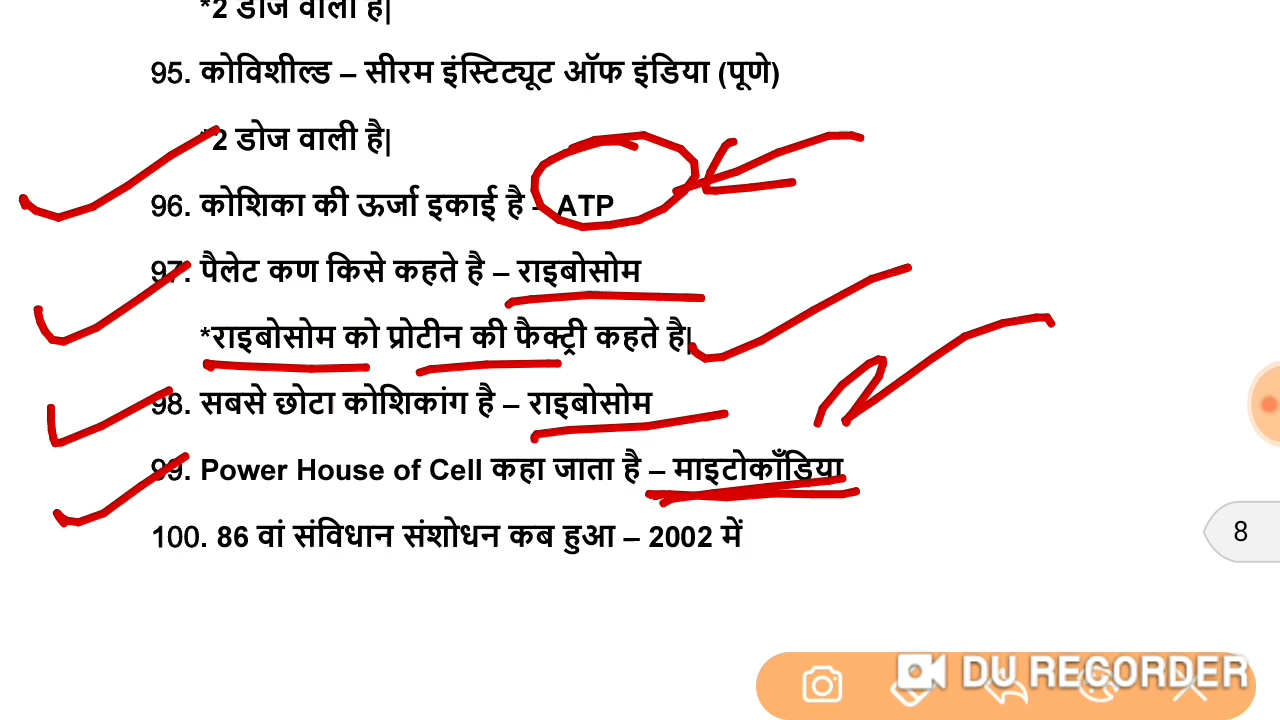 *2 डोज वाली है|
95. कोविशील्ड – सीरम इंस्टिट्यूट ऑफ इंडिया (पूणे)
*2 डोज वाली है|
96. कोशिका की ऊर्जा इकाई है - ATP
97. पैलेट कण किसे कहते है – राइबोसोम
*राइबोसोम को प्रोटीन की फैक्ट्री कहते है|
98. सबसे छोटा कोशिकांग है – राइबोसोम
99. Power House of Cell कहा जाता है – माइटोकाँडिया
100. 86 वां संविधान संशोधन कब हुआ – 2002 में
8
DU RECORDER